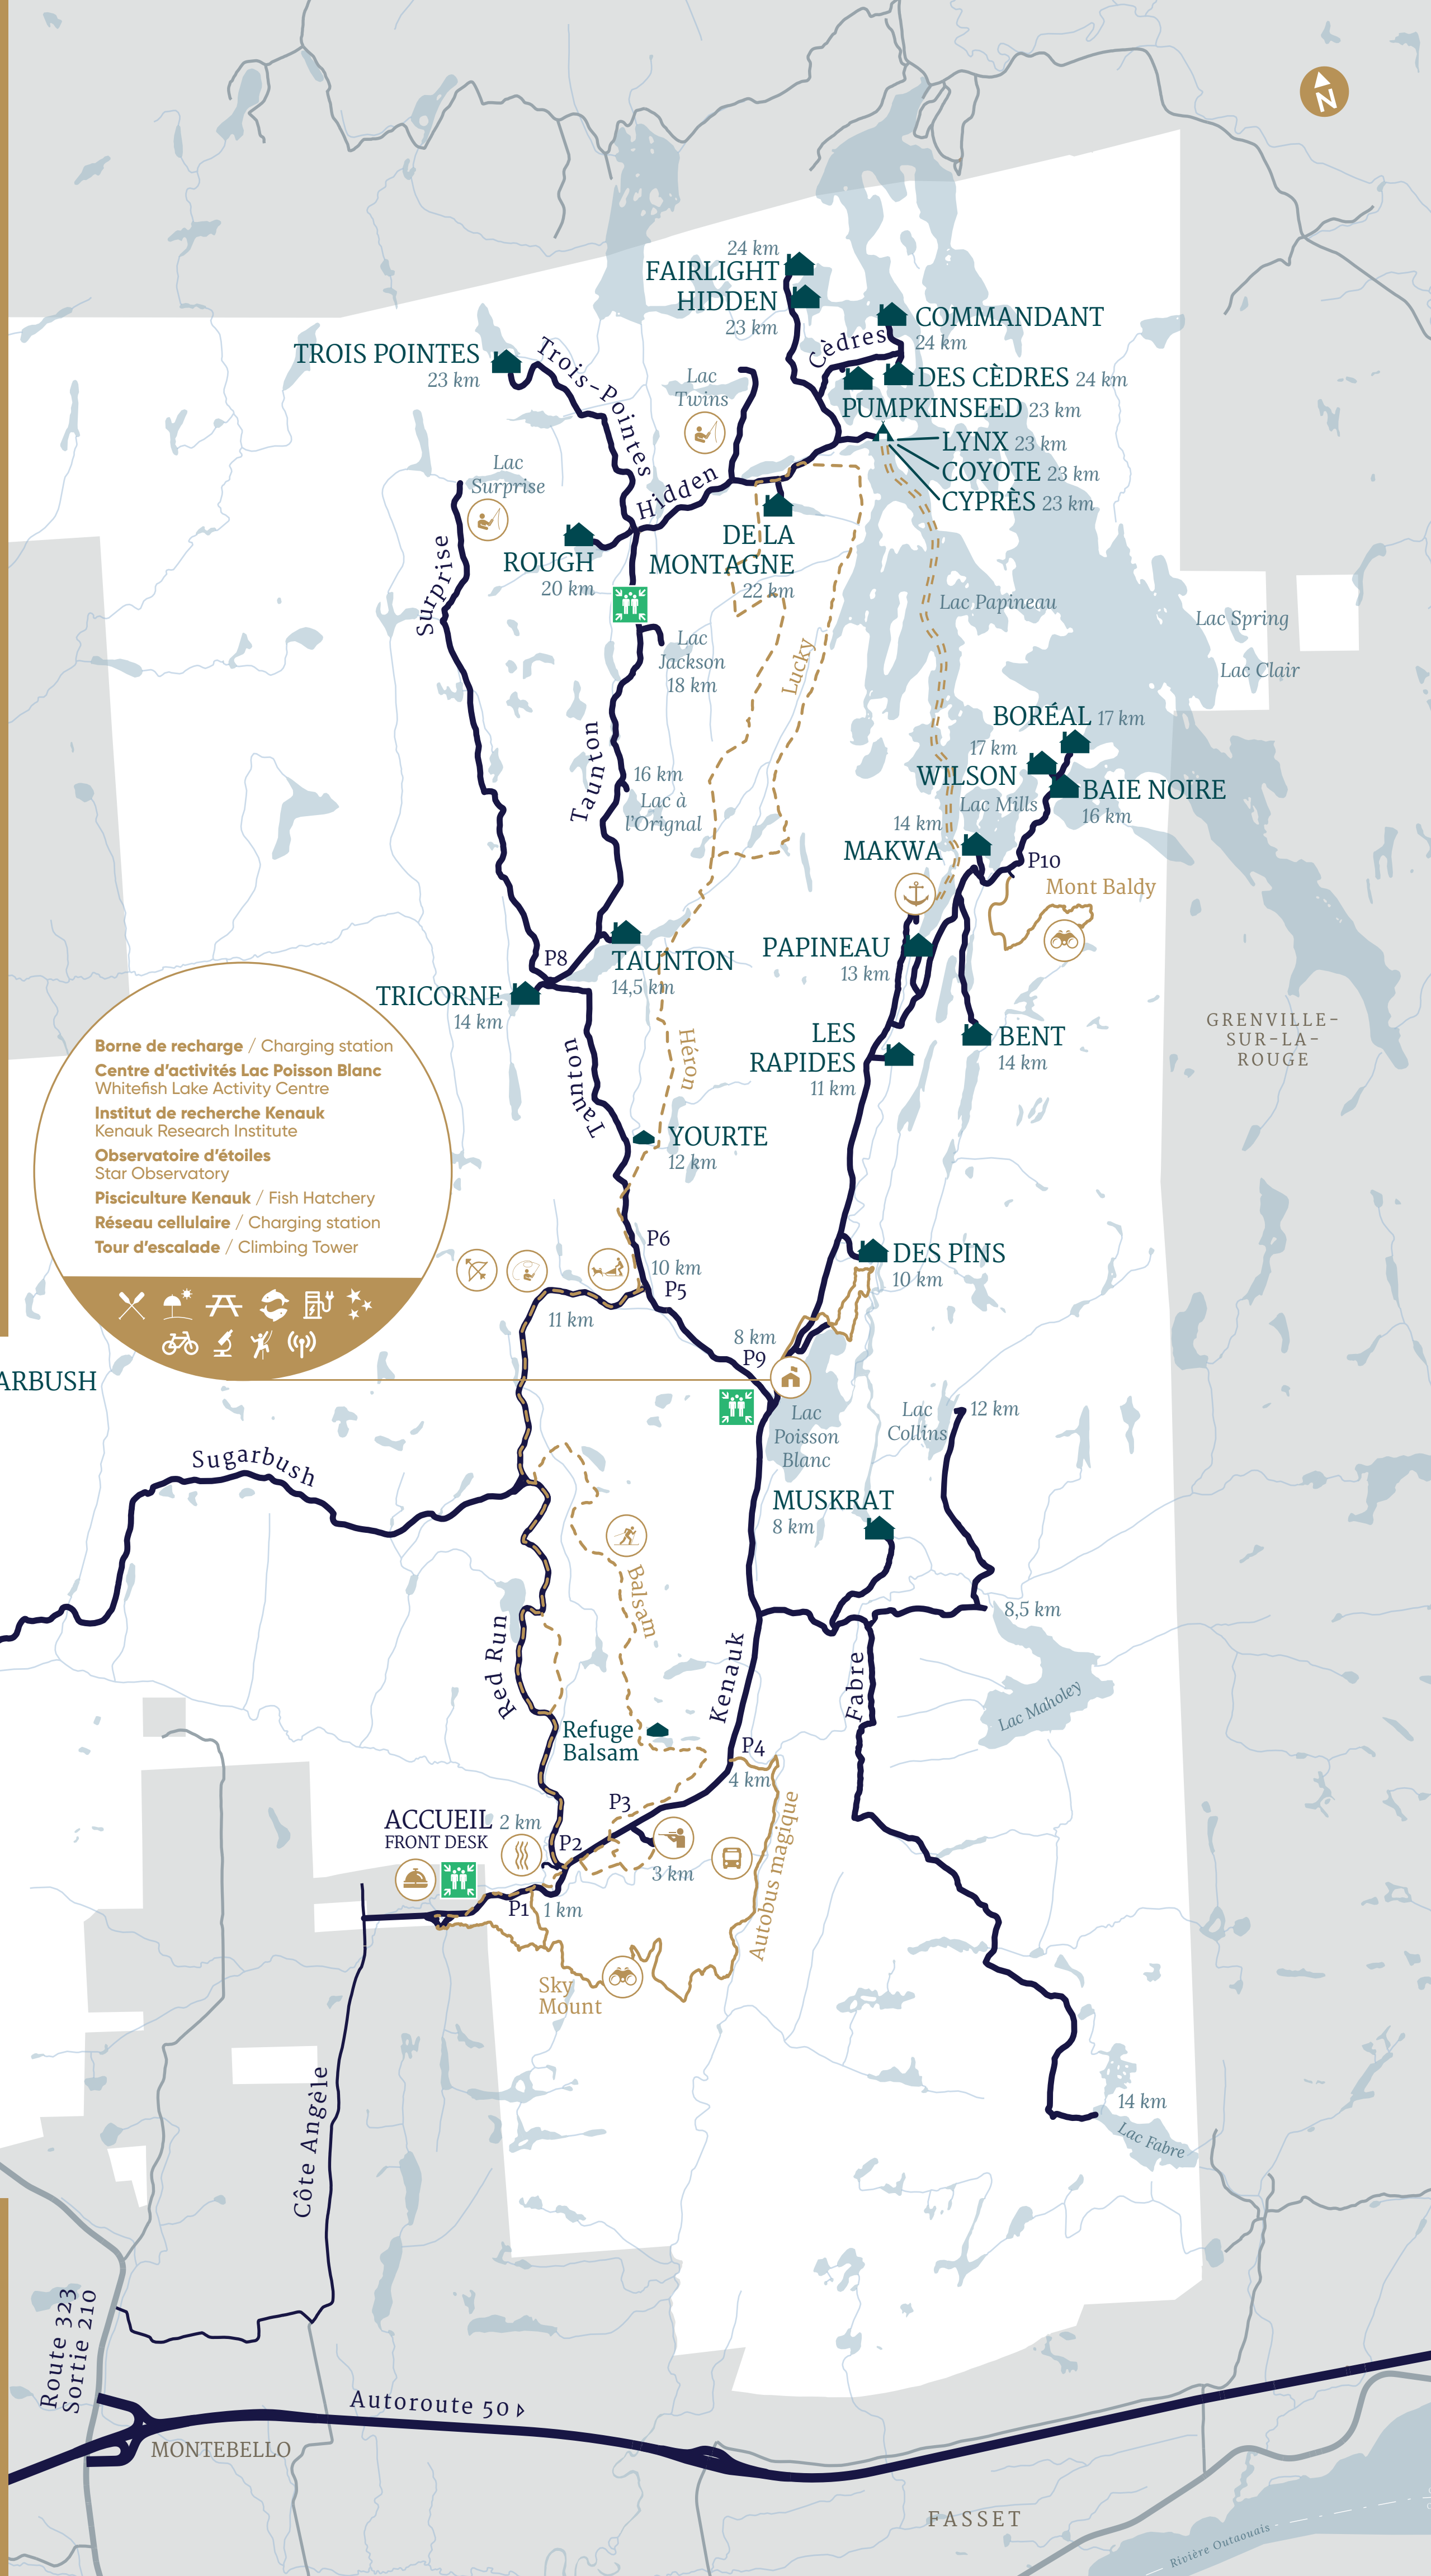 N
24 km
FAIRLIGHT
HIDDEN
23 km
COMMANDANT
24 km
Cèdres
TROIS POINTES
23 km
Trois-Pointes
Lac
Twins
DES CÈDRES 24 km
PUMPKINSEED 23 km
LYNX 23 km
COYOTE 23 km
CYPRÈS 23 km
Lac
Surprise
Hidden
DE LA
MONTAGNE
22 km
ROUGH
20 km
Surprise
Lac Papineau
Lac Spring
Lac Clair
Lac
Jackson
18 km
Lucky
BORÉAL 17 km
17 km
WILSON
BAIE NOIRE
16 km
Lac Mills
Taunton
16 km
Lac à
l'Orignal
14 km
MAKWA
P10
Mont Baldy
PAPINEAU
13 km
P8
TAUNTON
14,5 km
TRICORNE
14 km
BENT
14 km
LES
RAPIDES
11 km
GRENVILLE-
SUR-LA-
ROUGE
Borne de recharge / Charging station
Centre d'activités Lac Poisson Blanc
Whitefish Lake Activity Centre
Institut de recherche Kenauk
Kenauk Research Institute
Observatoire d'étoiles
Star Observatory
Pisciculture Kenauk / Fish Hatchery
Réseau cellulaire / Charging station
Tour d'escalade / Climbing Tower
Héron
Taunton
YOURTE
12 km
P6
10 km
P5
DES PINS
10 km
11 km
8 km
P9
ARBUSH
Lac
Poisson
Blanc
Lac
Collins
12 km
Sugarbush
MUSKRAT
8 km
Balsam
8,5 km
Red Run
Kenauk
Fabre
Lac Maholey
Refuge
Balsam
P4
4 km
P3
ACCUEIL
FRONT DESK
2 km
P2
3 km
Autobus magique
P1
1 km
Sky
Mount
Côte Angèle
14 km
Lac Fabre
Route 323
Sortie 210
Autoroute 50
MONTEBELLO
FASSET
Rivière Outaouais